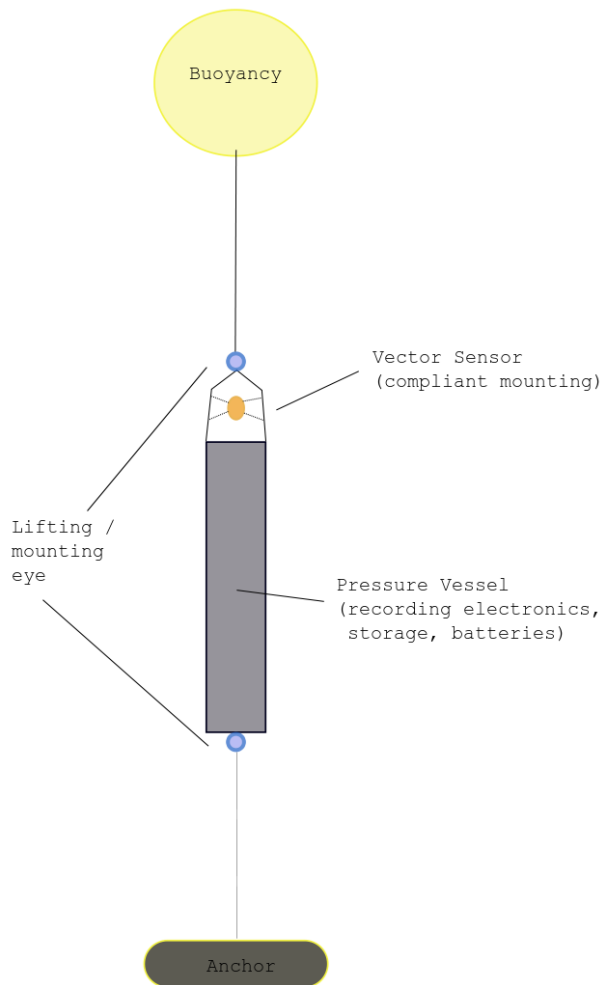 Buoyancy
Vector Sensor
(compliant mounting)
Lifting /
mounting
eye
Pressure Vessel
(recording electronics,
storage, batteries)
Anchor